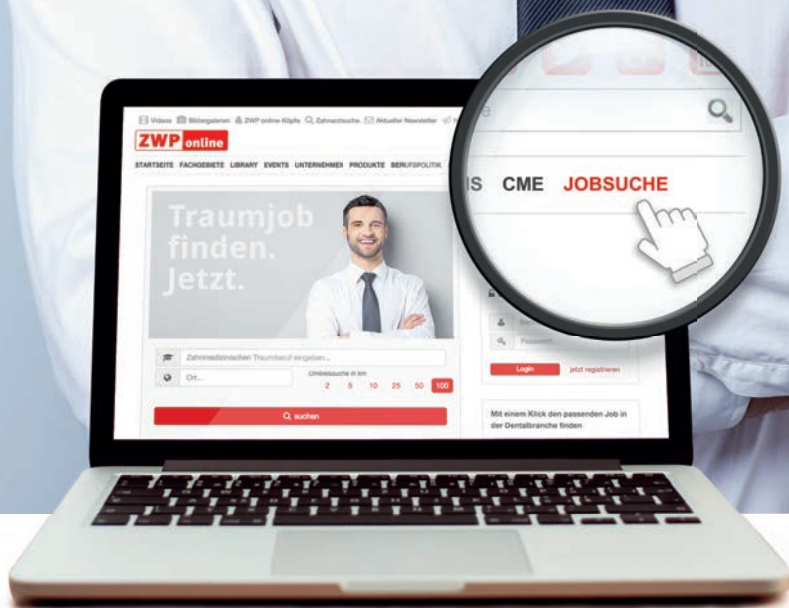 Videos Bildergalerien ZWP online Köpfe Zahnarztsuche Aktueller Newsletter
ZWP online
STARTSEITE FACHGEBIETE LIBRARY EVENTS UNTERNEHMEN PRODUKTE BERUFSPOLITIK
CME JOBSUCHE
Traumjob
finden.
Jetzt.
Zahnmedizinischen Traumberuf eingeben...
Ort...
Umkreissuche in km
2 5 10 25 50 100
suchen
Passwort
Login jetzt registrieren
Mit einem Klick den passenden Job in
der Dentalbranche finden